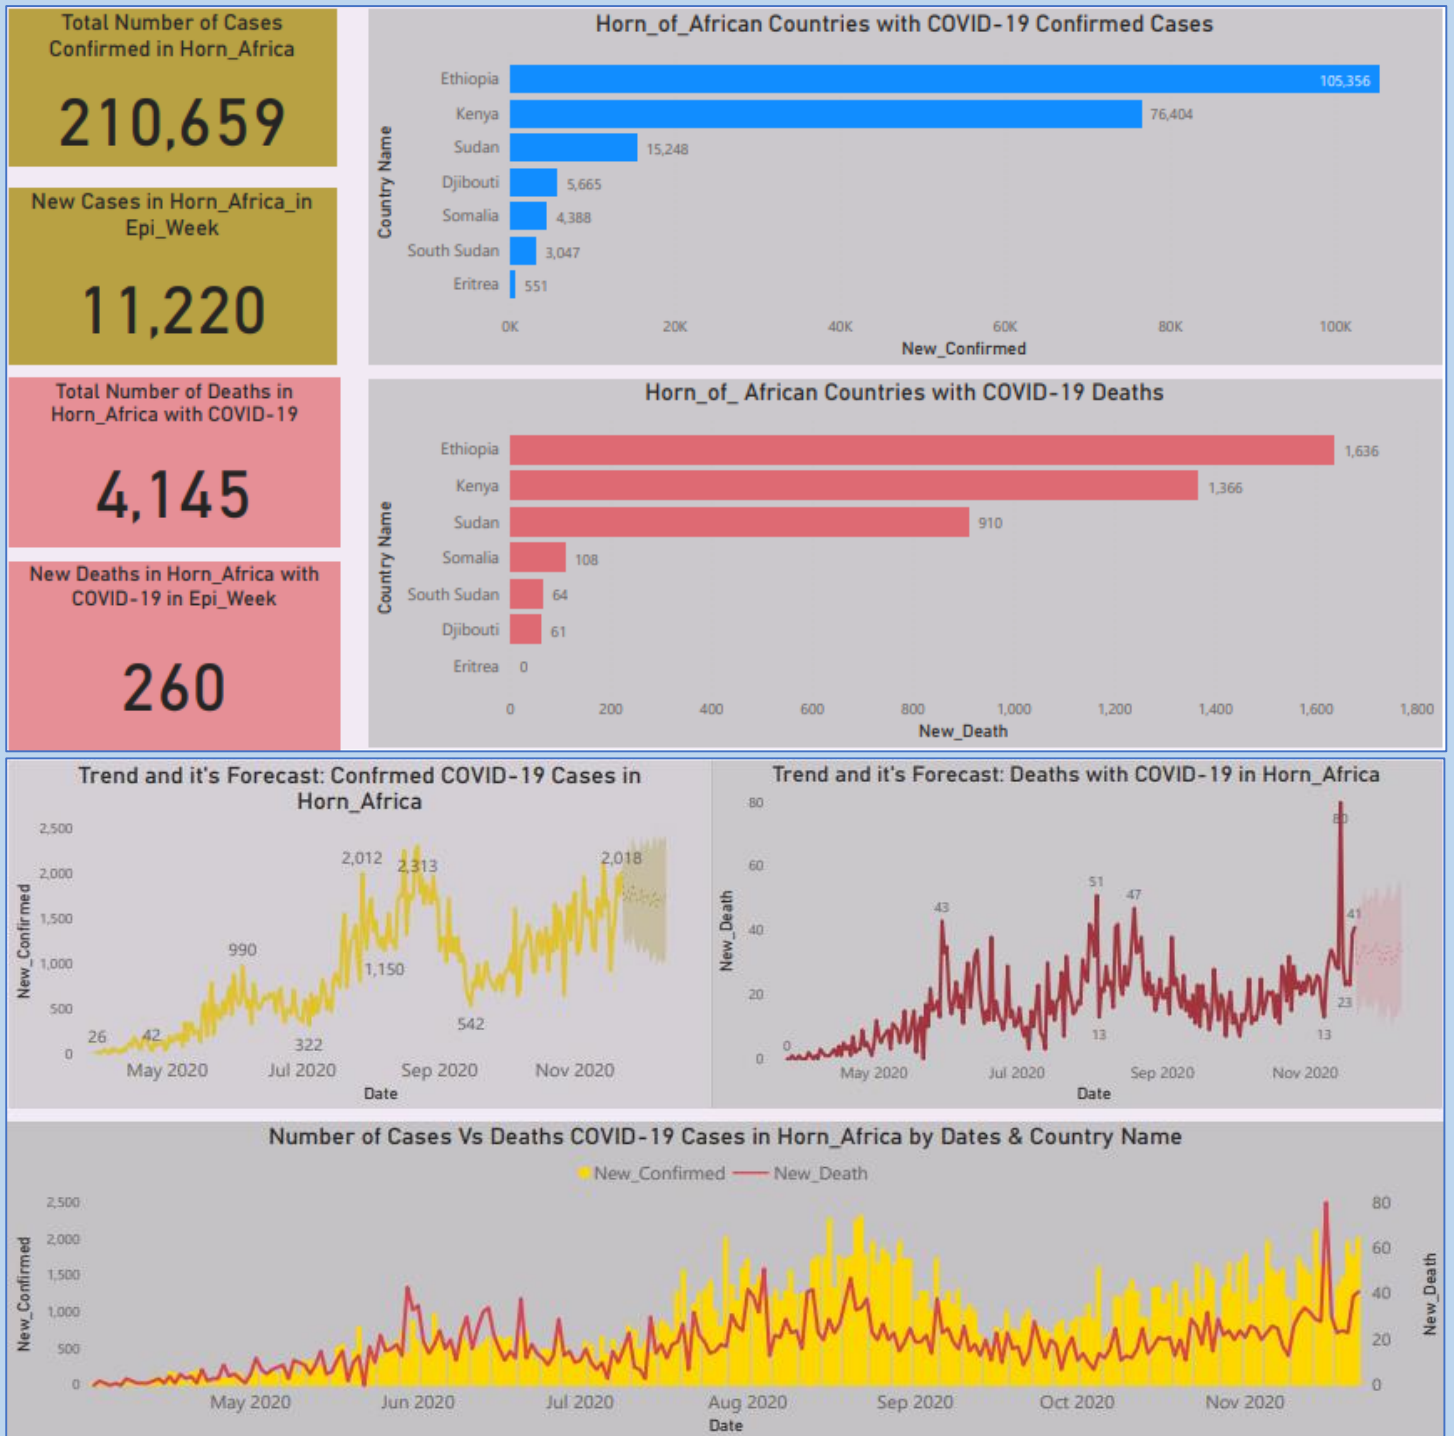 Total Number of Cases
Confirmed in Horn_Africa
210,659
New Cases in Horn_Africa_in
Epi_Week
11,220
Total Number of Deaths in
Horn_Africa with COVID-19
4,145
New Deaths in Horn_Africa with
COVID-19 in Epi_Week
260
Horn_of_African Countries with COVID-19 Confirmed Cases
Country Name
Ethiopia 105,356
Kenya 76,404
Sudan 15,248
Djibouti 5,665
Somalia 4,388
South Sudan 3,047
Eritrea 551
0K 20K 40K 60K 80K 100K
New_Confirmed
Horn_of_ African Countries with COVID-19 Deaths
Country Name
Ethiopia 1,636
Kenya 1,366
Sudan 910
Somalia 108
South Sudan 64
Djibouti 61
Eritrea 0
0 200 400 600 800 1,000 1,200 1,400 1,600 1,800
New_Death
Trend and it's Forecast: Confrmed COVID-19 Cases in
Horn_Africa
New_Confirmed
2,500
2,000
1,500
1,000
500
0
26
42
990
322
2,012
1,150
2,313
542
2,018
May 2020 Jul 2020 Sep 2020 Nov 2020
Date
Trend and it's Forecast: Deaths with COVID-19 in Horn_Africa
New_Death
80
60
40
20
0
0
43
51
13
47
13
80
23
41
May 2020 Jul 2020 Sep 2020 Nov 2020
Date
Number of Cases Vs Deaths COVID-19 Cases in Horn_Africa by Dates & Country Name
New_Confirmed New_Death
New_Confirmed
2,500
2,000
1,500
1,000
500
0
80
60
40
20
0
New_Death
May 2020 Jun 2020 Jul 2020 Aug 2020 Sep 2020 Oct 2020 Nov 2020
Date